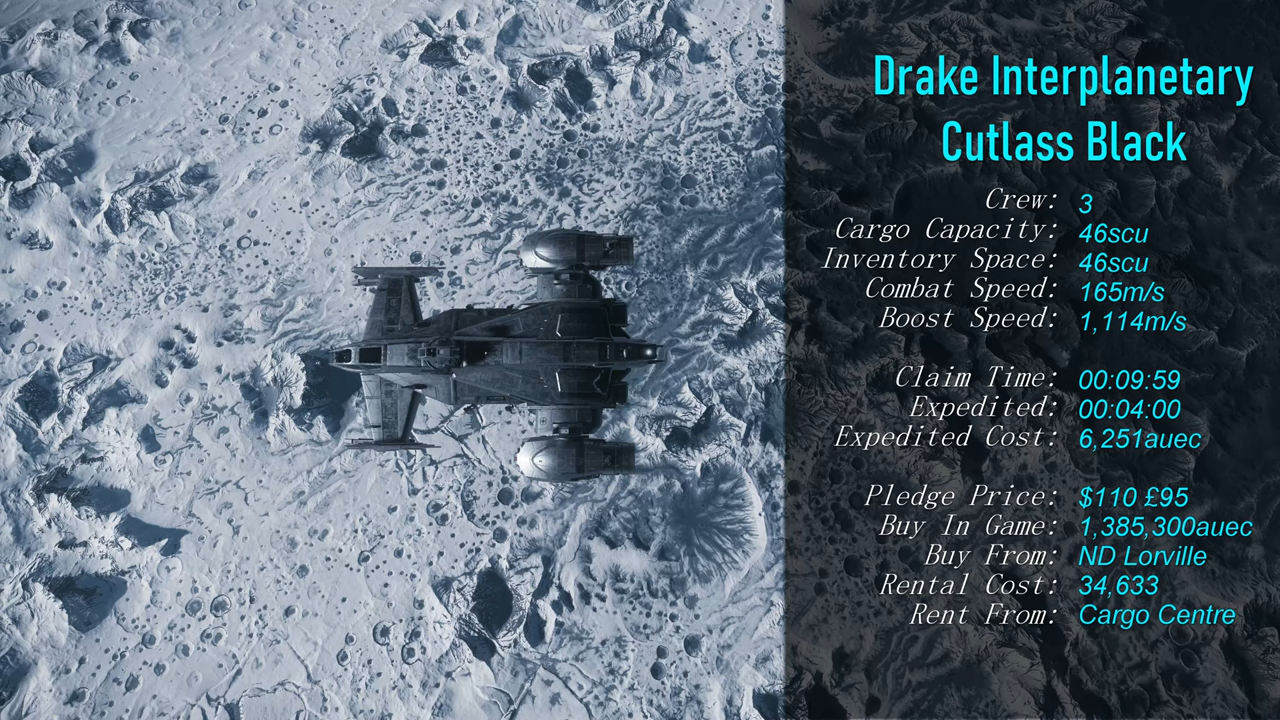 Drake Interplanetary
Cutlass Black
Crew: 3
Cargo Capacity: 46scu
Inventory Space: 46scu
Combat Speed: 165m/s
Boost Speed: 1,114m/s
Claim Time: 00:09:59
Expedited: 00:04:00
Expedited Cost: 6,251auec
Pledge Price: $110 £95
Buy In Game: 1,385,300auec
Buy From: ND Lorville
Rental Cost: 34,633
Rent From: Cargo Centre